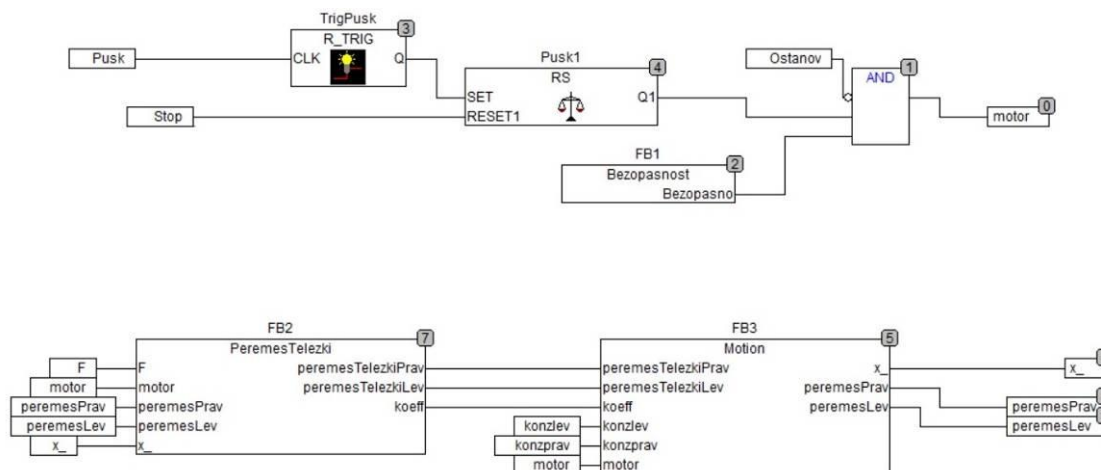 TrigPusk
3
R_TRIG
Pusk
CLK
Q
Pusk1
4
RS
SET
Q1
RESET1
Stop
Ostanov
1
AND
0
motor
FB1
2
Bezopasnost
Bezopasno
FB2
7
PeremesTelezki
F
F
peremesTelezkiPrav
motor
motor
peremesTelezkiLev
peremesPrav
peremesPrav
koeff
peremesLev
peremesLev
x_
x_
FB3
5
Motion
peremesTelezkiPrav
x_
x_
peremesTelezkiLev
peremesPrav
koeff
peremesLev
peremesPrav
konzlev
konzlev
peremesLev
konzprav
konzprav
motor
motor